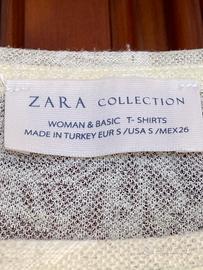 ZARA COLLECTION
WOMAN & BASIC T- SHIRTS
MADE IN TURKEY EUR S / USA S / MEX26